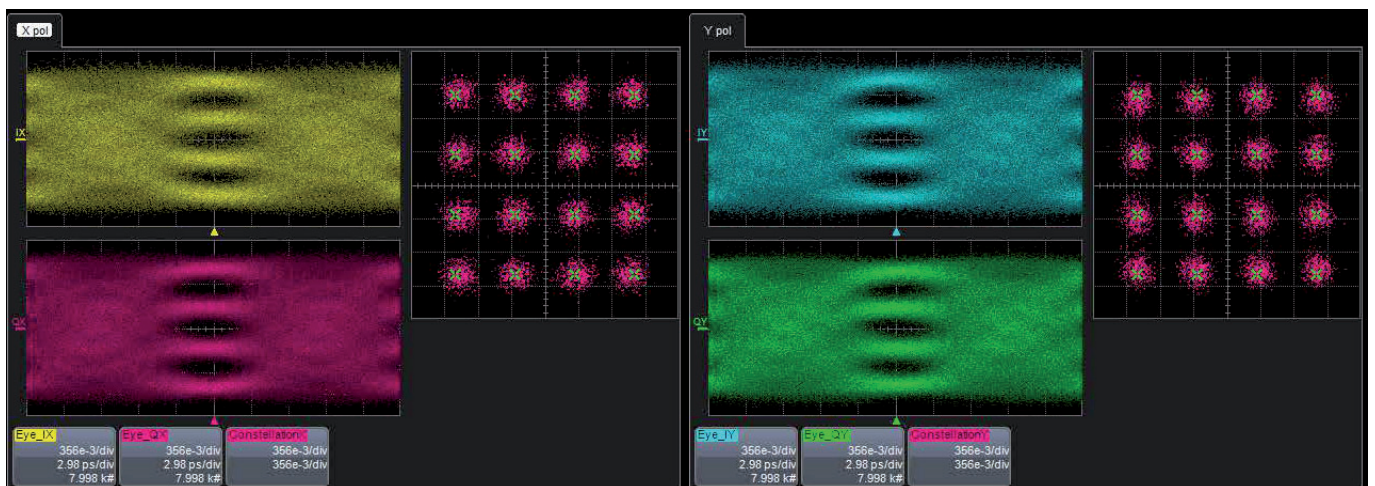 X pol
Y pol
IX
QX
IY
QY
Eye_IX
356e-3/div
2.98 ps/div
7.998 k#
Eye_QX
356e-3/div
2.98 ps/div
7.998 k#
ConstellationX
356e-3/div
356e-3/div
Eye_IY
356e-3/div
2.98 ps/div
7.998 k#
Eye_QY
356e-3/div
2.98 ps/div
7.998 k#
ConstellationY
356e-3/div
356e-3/div